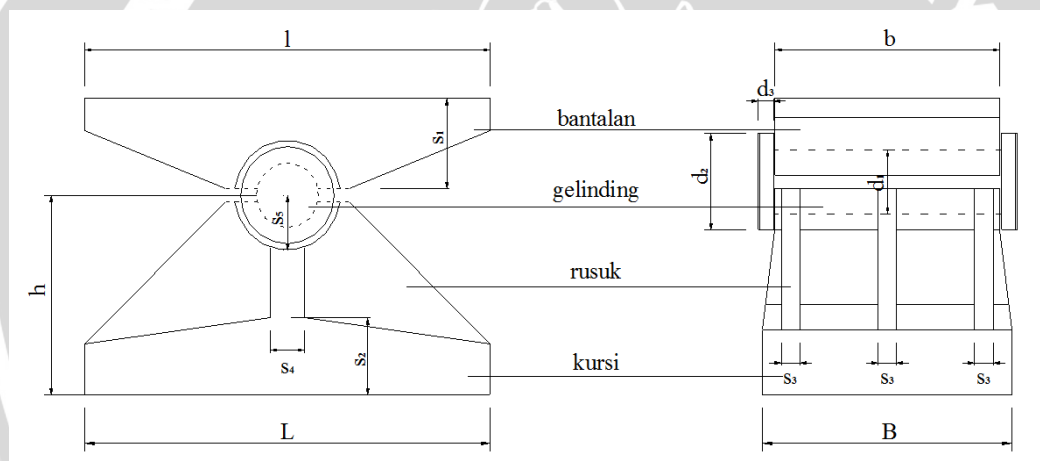 l
b
d₃
bantalan
s₁
d₂
d₁
gelinding
s₅
h
rusuk
s₂
s₄
kursi
s₃
s₃
s₃
L
B